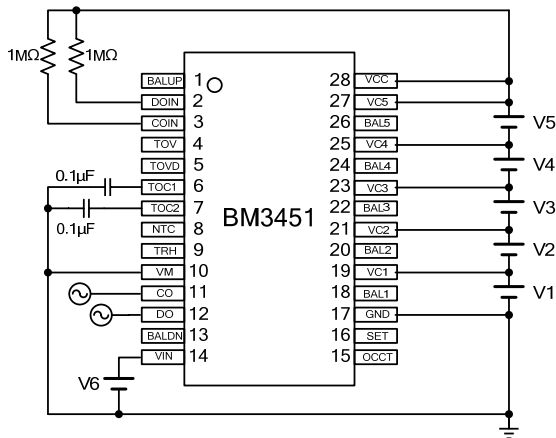 1MΩ
1MΩ
BALUP 1
DOIN 2
COIN 3
TOV 4
TOVD 5
TOC1 6
TOC2 7
NTC 8
TRH 9
VM 10
CO 11
DO 12
BALDN 13
VIN 14
0.1µF
0.1µF
V6
BM3451
28 VCC
27 VC5
26 BAL5
25 VC4
24 BAL4
23 VC3
22 BAL3
21 VC2
20 BAL2
19 VC1
18 BAL1
17 GND
16 SET
15 OCCT
V5
V4
V3
V2
V1